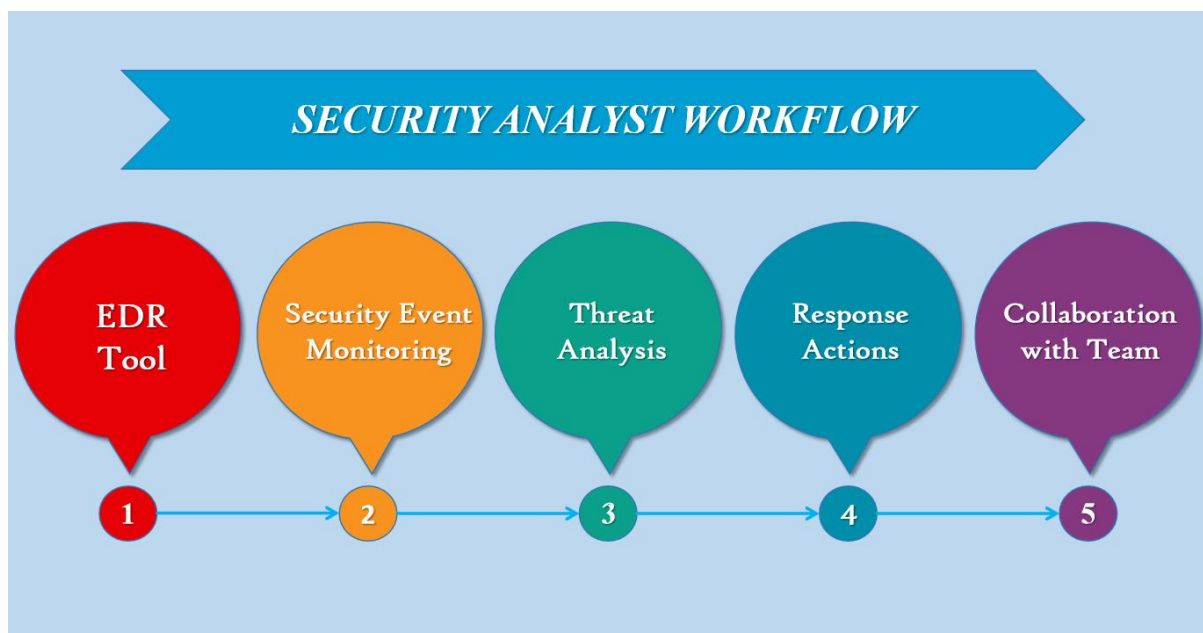 SECURITY ANALYST WORKFLOW
EDR
Tool
Security Event
Monitoring
Threat
Analysis
Response
Actions
Collaboration
with Team
1
2
3
4
5